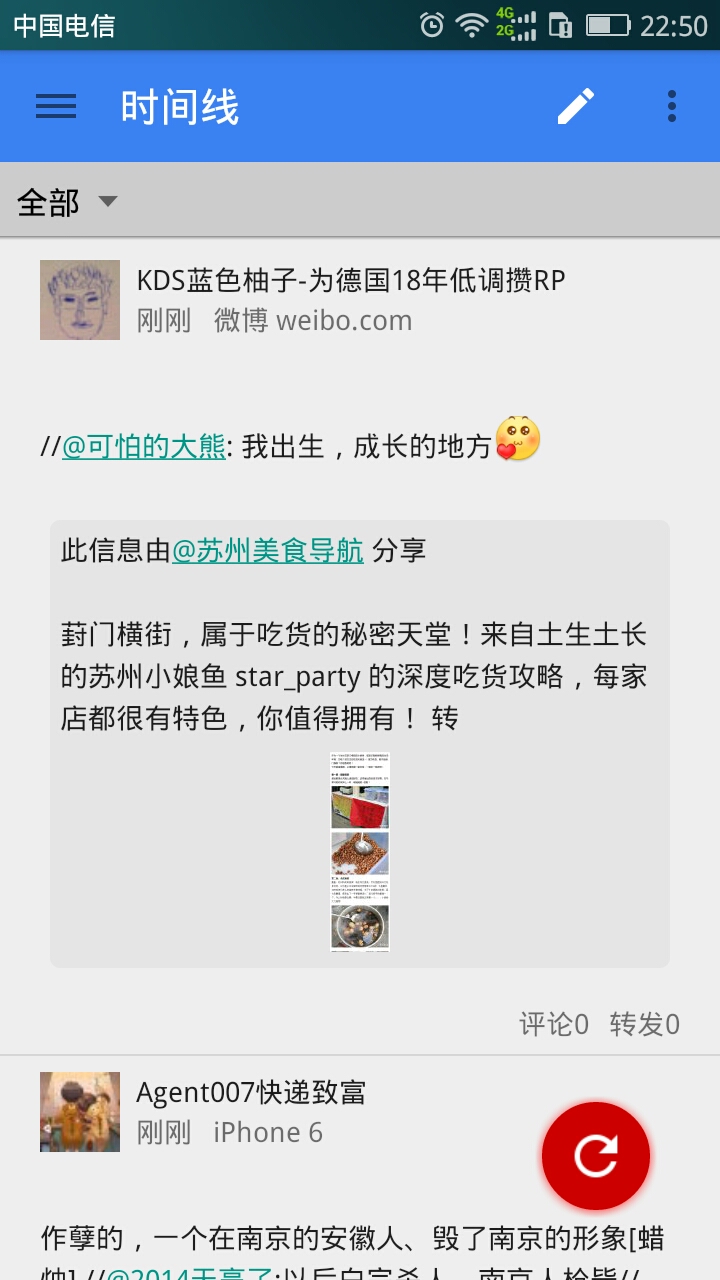 中国电信
4G
2G
22:50
时间线
全部
KDS蓝色柚子-为德国18年低调攒RP
刚刚 微博 weibo.com
//@可怕的大熊: 我出生，成长的地方
此信息由@苏州美食导航 分享
葑门横街，属于吃货的秘密天堂！来自土生土长
的苏州小娘鱼 star_party 的深度吃货攻略，每家
店都很有特色，你值得拥有！ 转
评论0 转发0
Agent007快递致富
刚刚 iPhone 6
作孽的，一个在南京的安徽人、毁了南京的形象[蜡
烛] //@2014于亮了:以后白宫杀人，南京人抢毙//